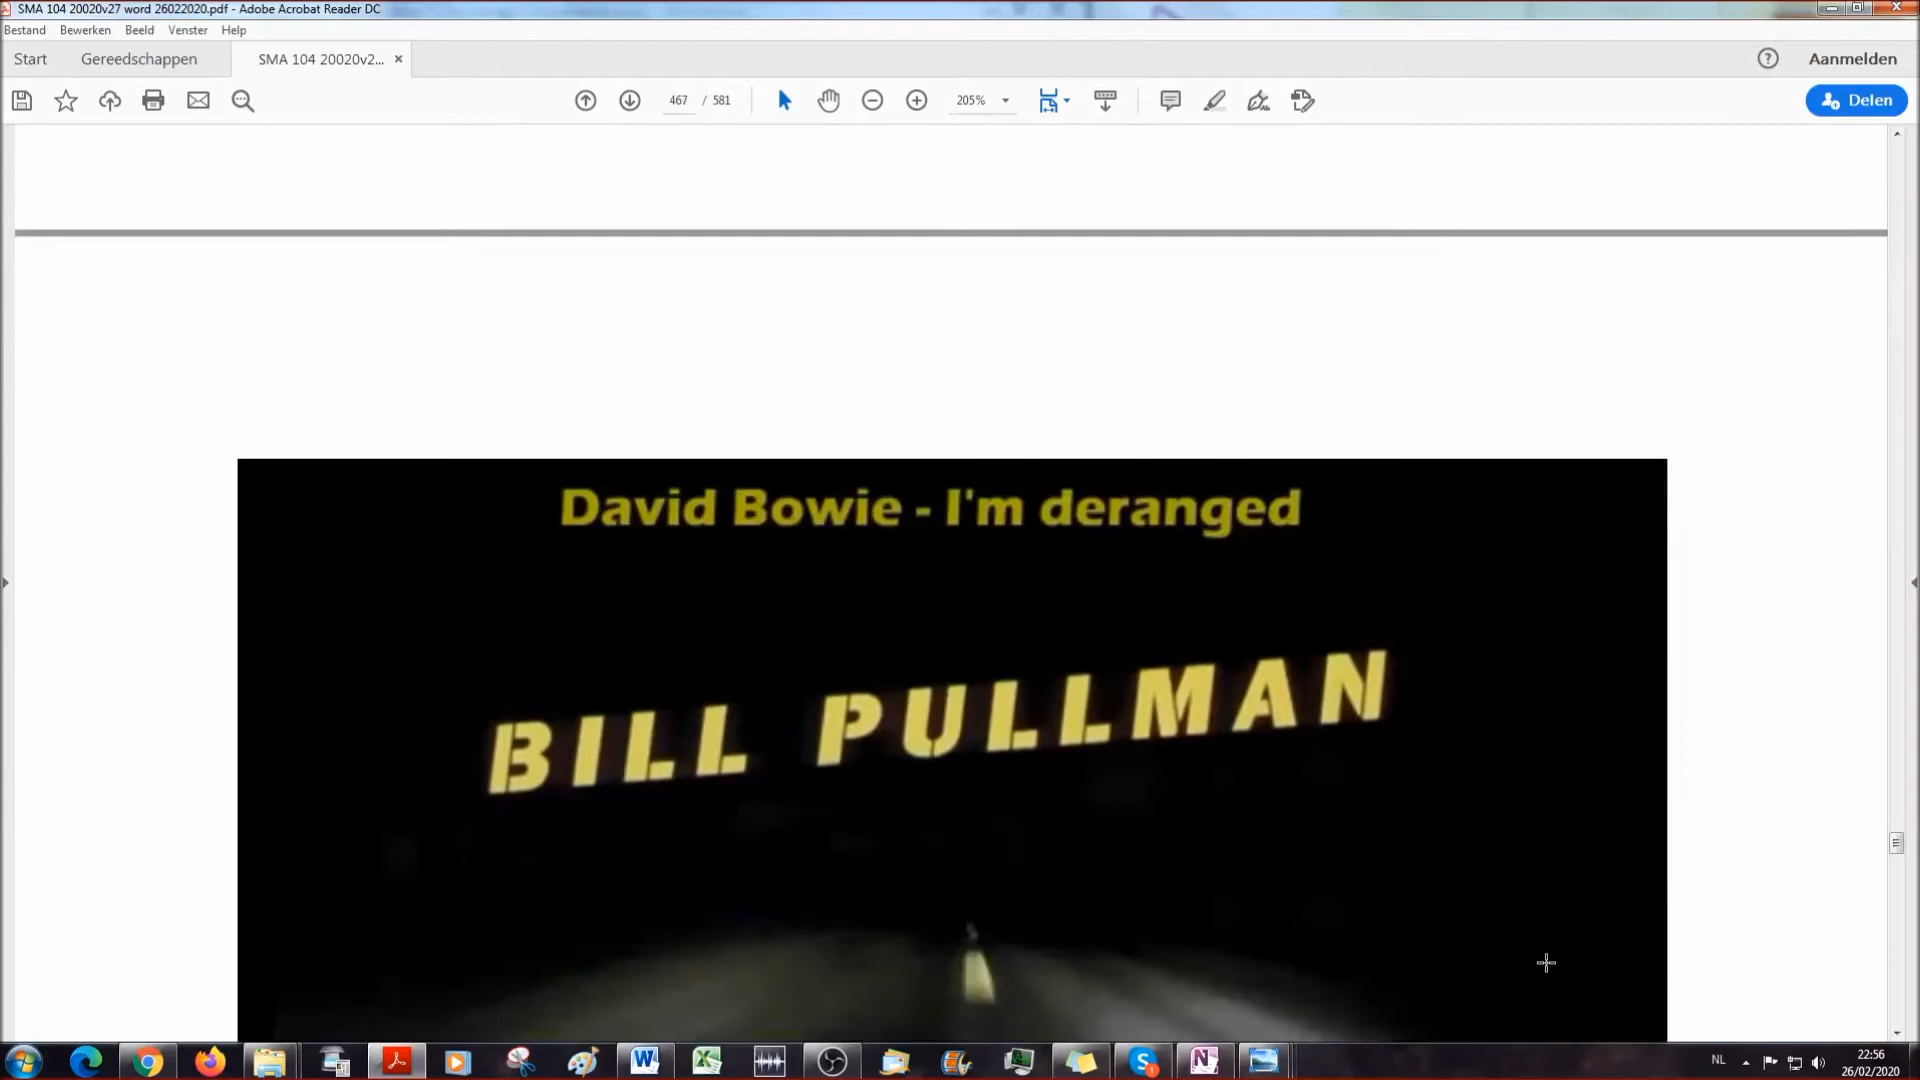 SMA 104 20020v27 word 26022020.pdf - Adobe Acrobat Reader DC
Bestand Bewerken Beeld Venster Help
Start Gereedschappen SMA 104 20020v2... Aanmelden
467 / 581 205% Delen
David Bowie - I'm deranged
BILL PULLMAN
NL 22:56
26/02/2020